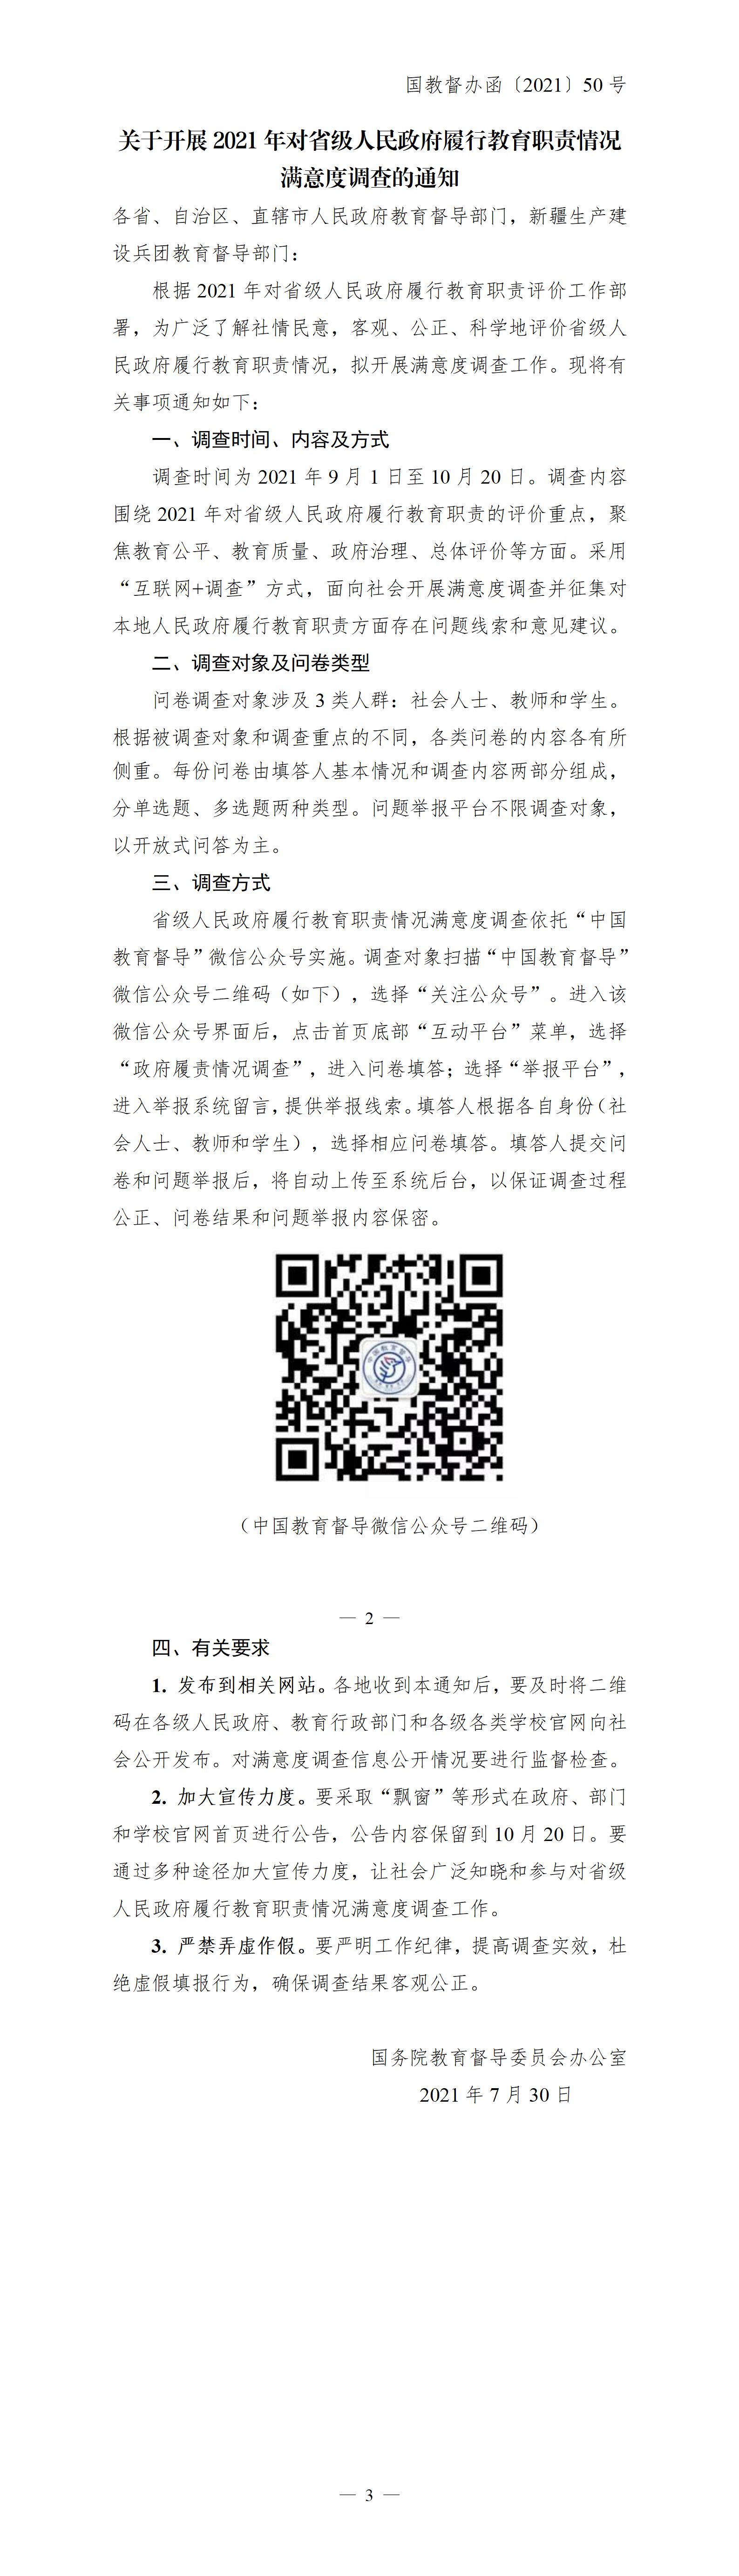 国教督办函〔2021〕50 号
关于开展 2021 年对省级人民政府履行教育职责情况
满意度调查的通知
各省、自治区、直辖市人民政府教育督导部门，新疆生产建
设兵团教育督导部门：
根据 2021 年对省级人民政府履行教育职责评价工作部
署，为广泛了解社情民意，客观、公正、科学地评价省级人
民政府履行教育职责情况，拟开展满意度调查工作。现将有
关事项通知如下：
一、调查时间、内容及方式
调查时间为 2021 年 9 月 1 日至 10 月 20 日。调查内容
围绕 2021 年对省级人民政府履行教育职责的评价重点，聚
焦教育公平、教育质量、政府治理、总体评价等方面。采用
“互联网+调查”方式，面向社会开展满意度调查并征集对
本地人民政府履行教育职责方面存在问题线索和意见建议。
二、调查对象及问卷类型
问卷调查对象涉及 3 类人群：社会人士、教师和学生。
根据被调查对象和调查重点的不同，各类问卷的内容各有所
侧重。每份问卷由填答人基本情况和调查内容两部分组成，
分单选题、多选题两种类型。问题举报平台不限调查对象，
以开放式问答为主。
三、调查方式
省级人民政府履行教育职责情况满意度调查依托“中国
教育督导”微信公众号实施。调查对象扫描“中国教育督导”
微信公众号二维码（如下），选择“关注公众号”。进入该
微信公众号界面后，点击首页底部“互动平台”菜单，选择
“政府履责情况调查”，进入问卷填答；选择“举报平台”，
进入举报系统留言，提供举报线索。填答人根据各自身份（社
会人士、教师和学生），选择相应问卷填答。填答人提交问
卷和问题举报后，将自动上传至系统后台，以保证调查过程
公正、问卷结果和问题举报内容保密。
中国教育督导
（中国教育督导微信公众号二维码）
— 2 —
四、有关要求
1. 发布到相关网站。各地收到本通知后，要及时将二维
码在各级人民政府、教育行政部门和各级各类学校官网向社
会公开发布。对满意度调查信息公开情况要进行监督检查。
2. 加大宣传力度。要采取“飘窗”等形式在政府、部门
和学校官网首页进行公告，公告内容保留到 10 月 20 日。要
通过多种途径加大宣传力度，让社会广泛知晓和参与对省级
人民政府履行教育职责情况满意度调查工作。
3. 严禁弄虚作假。要严明工作纪律，提高调查实效，杜
绝虚假填报行为，确保调查结果客观公正。
国务院教育督导委员会办公室
2021 年 7 月 30 日
— 3 —